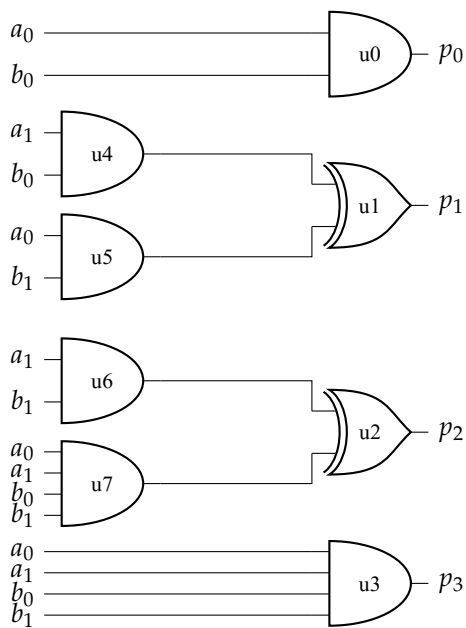 a₀
u0
p₀
b₀
a₁
u4
b₀
u1
p₁
a₀
u5
b₁
a₁
u6
b₁
u2
p₂
a₀
a₁
u7
b₀
b₁
a₀
a₁
u3
p₃
b₀
b₁